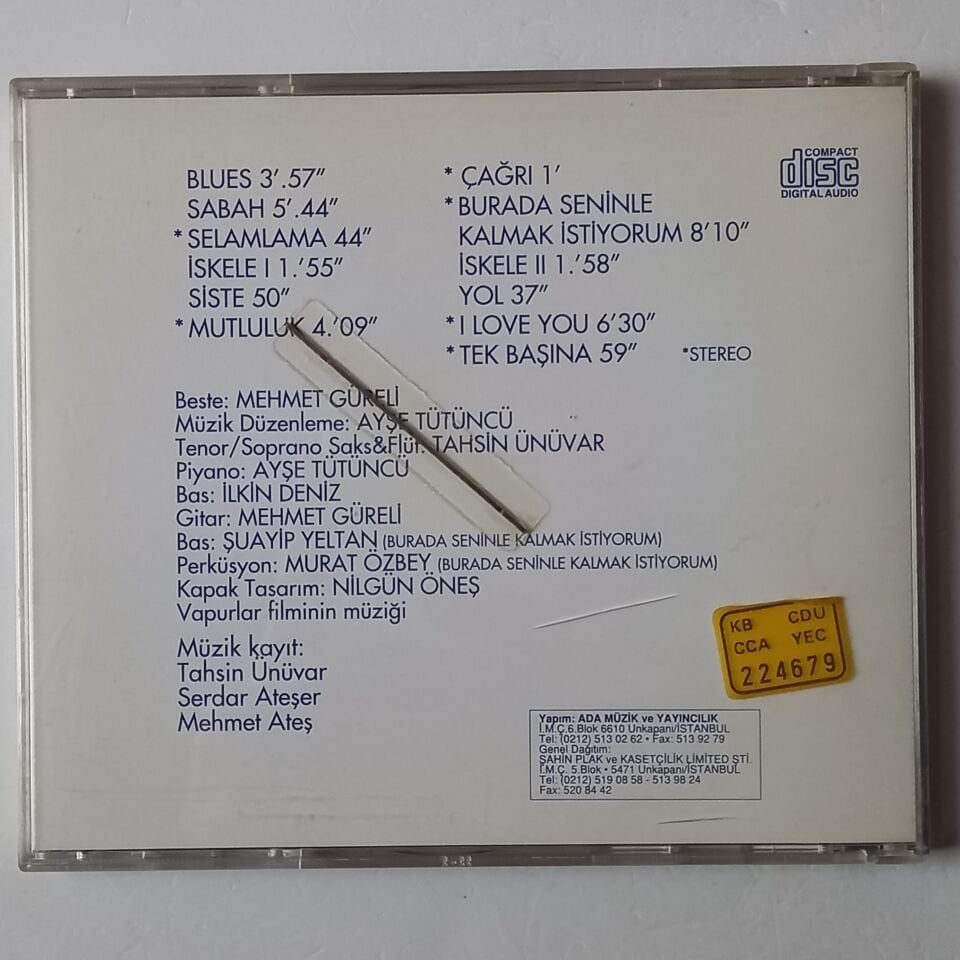 BLUES 3'.57"
SABAH 5'.44"
* SELAMLAMA 44"
İSKELE I 1.'55"
SİSTE 50"
* MUTLULUK 4.'09"
* ÇAĞRI 1'
* BURADA SENİNLE
KALMAK İSTİYORUM 8'10"
İSKELE II 1.'58"
YOL 37"
* I LOVE YOU 6'30"
* TEK BAŞINA 59"
*STEREO
COMPACT
disc
DIGITAL AUDIO
Beste: MEHMET GÜRELİ
Müzik Düzenleme: AYŞE TÜTÜNCÜ
Tenor/Soprano Saks&Flüt: TAHSİN ÜNÜVAR
Piyano: AYŞE TÜTÜNCÜ
Bas: İLKİN DENİZ
Gitar: MEHMET GÜRELİ
Bas: ŞUAYİP YELTAN (BURADA SENİNLE KALMAK İSTİYORUM)
Perküsyon: MURAT ÖZBEY (BURADA SENİNLE KALMAK İSTİYORUM)
Kapak Tasarım: NİLGÜN ÖNEŞ
Vapurlar filminin müziği
Müzik kayıt:
Tahsin Ünüvar
Serdar Ateşer
Mehmet Ateş
KB CDU
CCA YEC
224679
Yapım: ADA MÜZİK ve YAYINCILIK
İ.M.Ç.6.Blok 6610 Unkapanı/İSTANBUL
Tel: (0212) 513 02 62 • Fax: 513 92 79
Genel Dağıtım:
ŞAHİN PLAK ve KASETÇİLİK LİMİTED ŞTİ.
İ.M.Ç. 5.Blok • 5471 Unkapanı/İSTANBUL
Tel: (0212) 519 08 58 - 513 98 24
Fax: 520 84 42